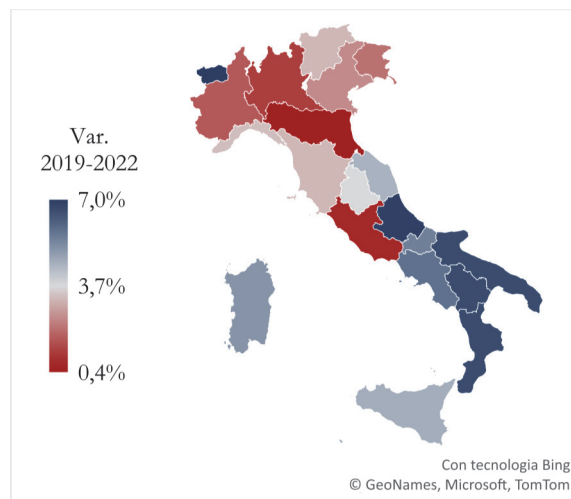 Var.
2019-2022
7,0%
3,7%
0,4%
Con tecnologia Bing
© GeoNames, Microsoft, TomTom